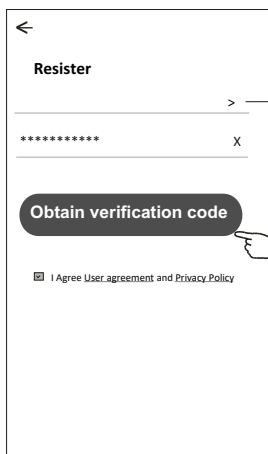 Resister
>
*********** X
Obtain verification code
I Agree User agreement and Privacy Policy